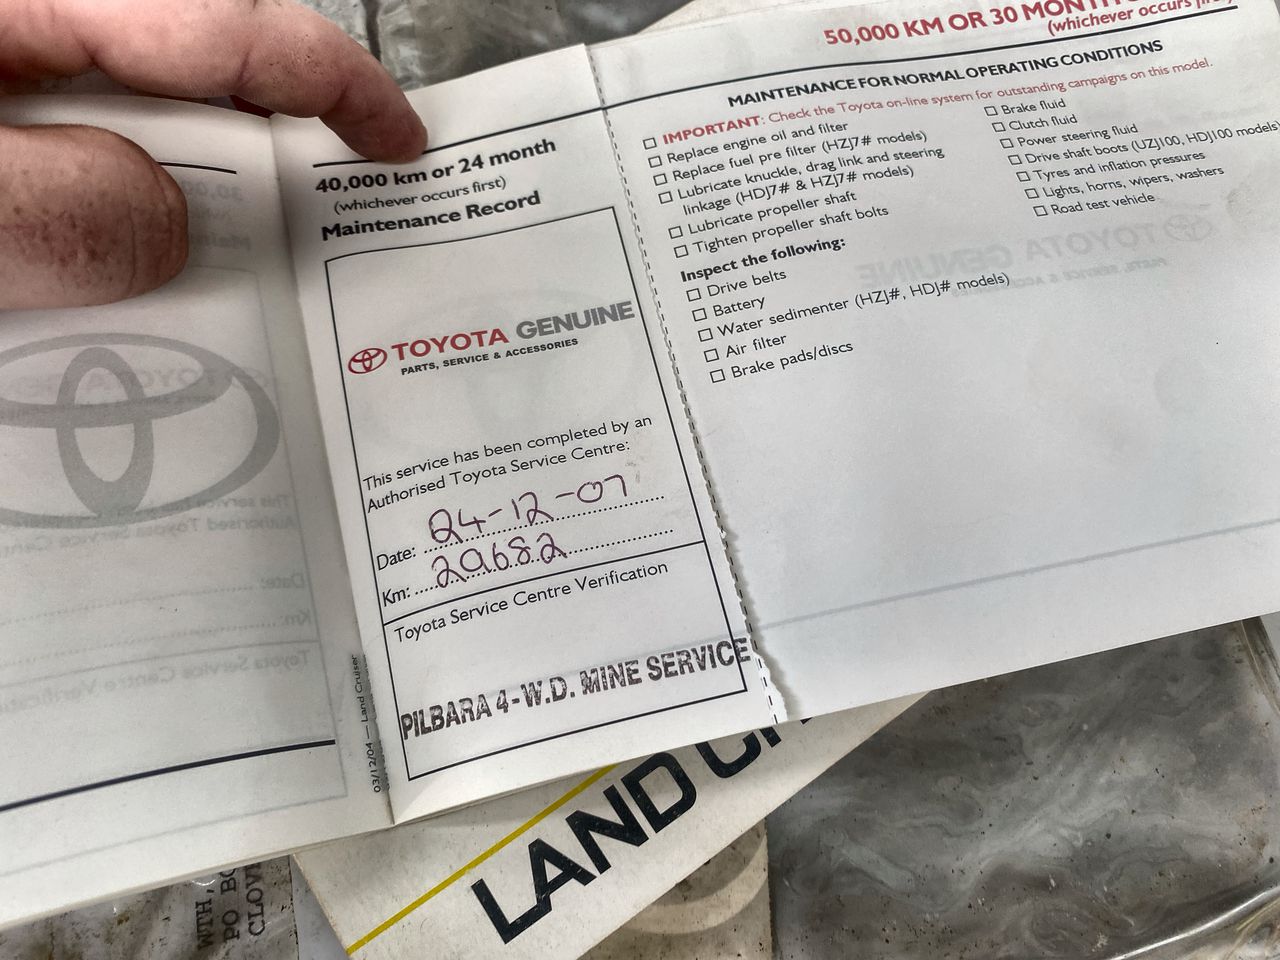 40,000 km or 24 month
(whichever occurs first)
Maintenance Record
TOYOTA GENUINE
PARTS, SERVICE & ACCESSORIES
This service has been completed by an
Authorised Toyota Service Centre:
Date: 24-12-07
Km: 29682
Toyota Service Centre Verification
PILBARA 4-W.D. MINE SERVICE
03/12/04 — Land Cruiser
50,000 KM OR 30
(whichever occurs
MAINTENANCE FOR NORMAL OPERATING CONDITIONS
IMPORTANT: Check the Toyota on-line system for outstanding campaigns on this model.
Replace engine oil and filter
Replace fuel pre filter (HZJ7# models)
Lubricate knuckle, drag link and steering
linkage (HDJ7# & HZJ7# models)
Lubricate propeller shaft
Tighten propeller shaft bolts
Inspect the following:
Drive belts
Battery
Water sedimenter (HZJ#, HDJ# models)
Air filter
Brake pads/discs
Brake fluid
Clutch fluid
Power steering fluid
Drive shaft boots (UZJ100, HDJ100 models)
Tyres and inflation pressures
Lights, horns, wipers, washers
Road test vehicle
LAND
WTH,
PO